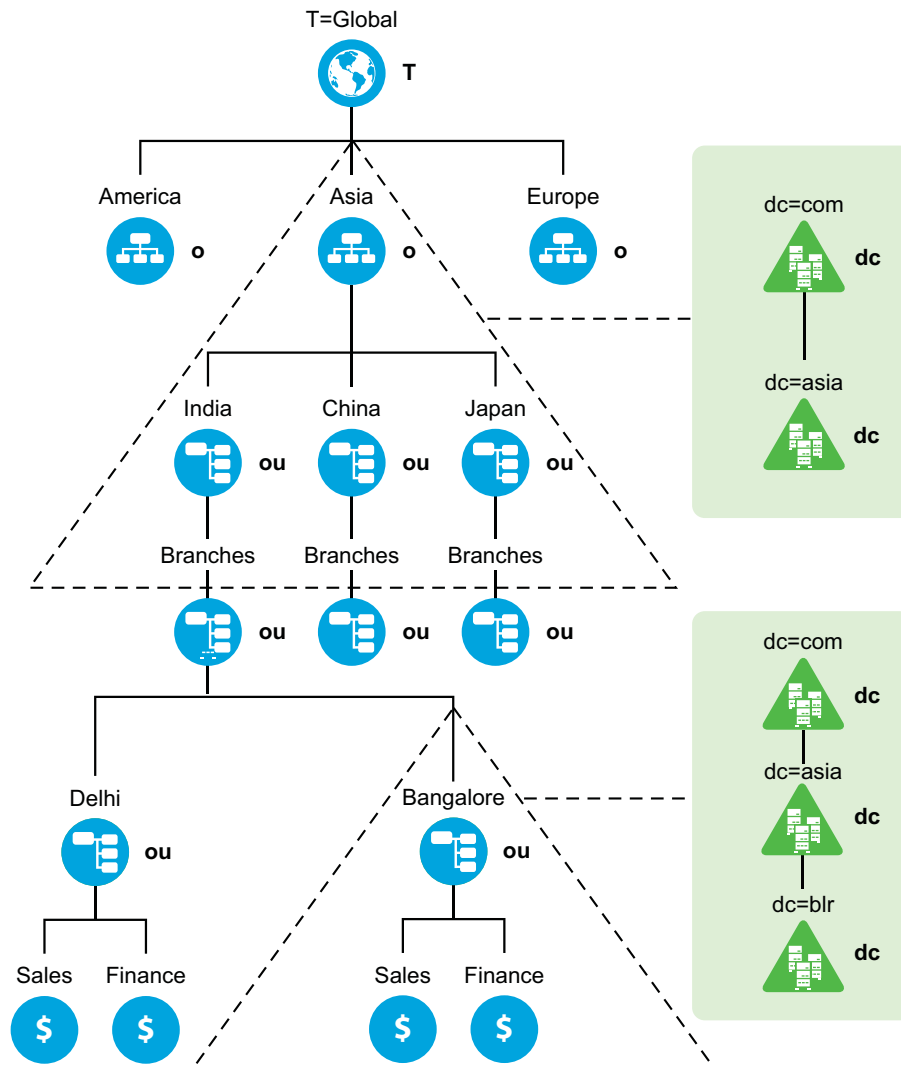 T=Global
T
America
Asia
Europe
o
o
o
India
China
Japan
ou
ou
ou
Branches
Branches
Branches
ou
ou
ou
Delhi
Bangalore
ou
ou
Sales
Finance
Sales
Finance
$
$
$
$
dc=com
dc
dc=asia
dc
dc=com
dc
dc=asia
dc
dc=blr
dc